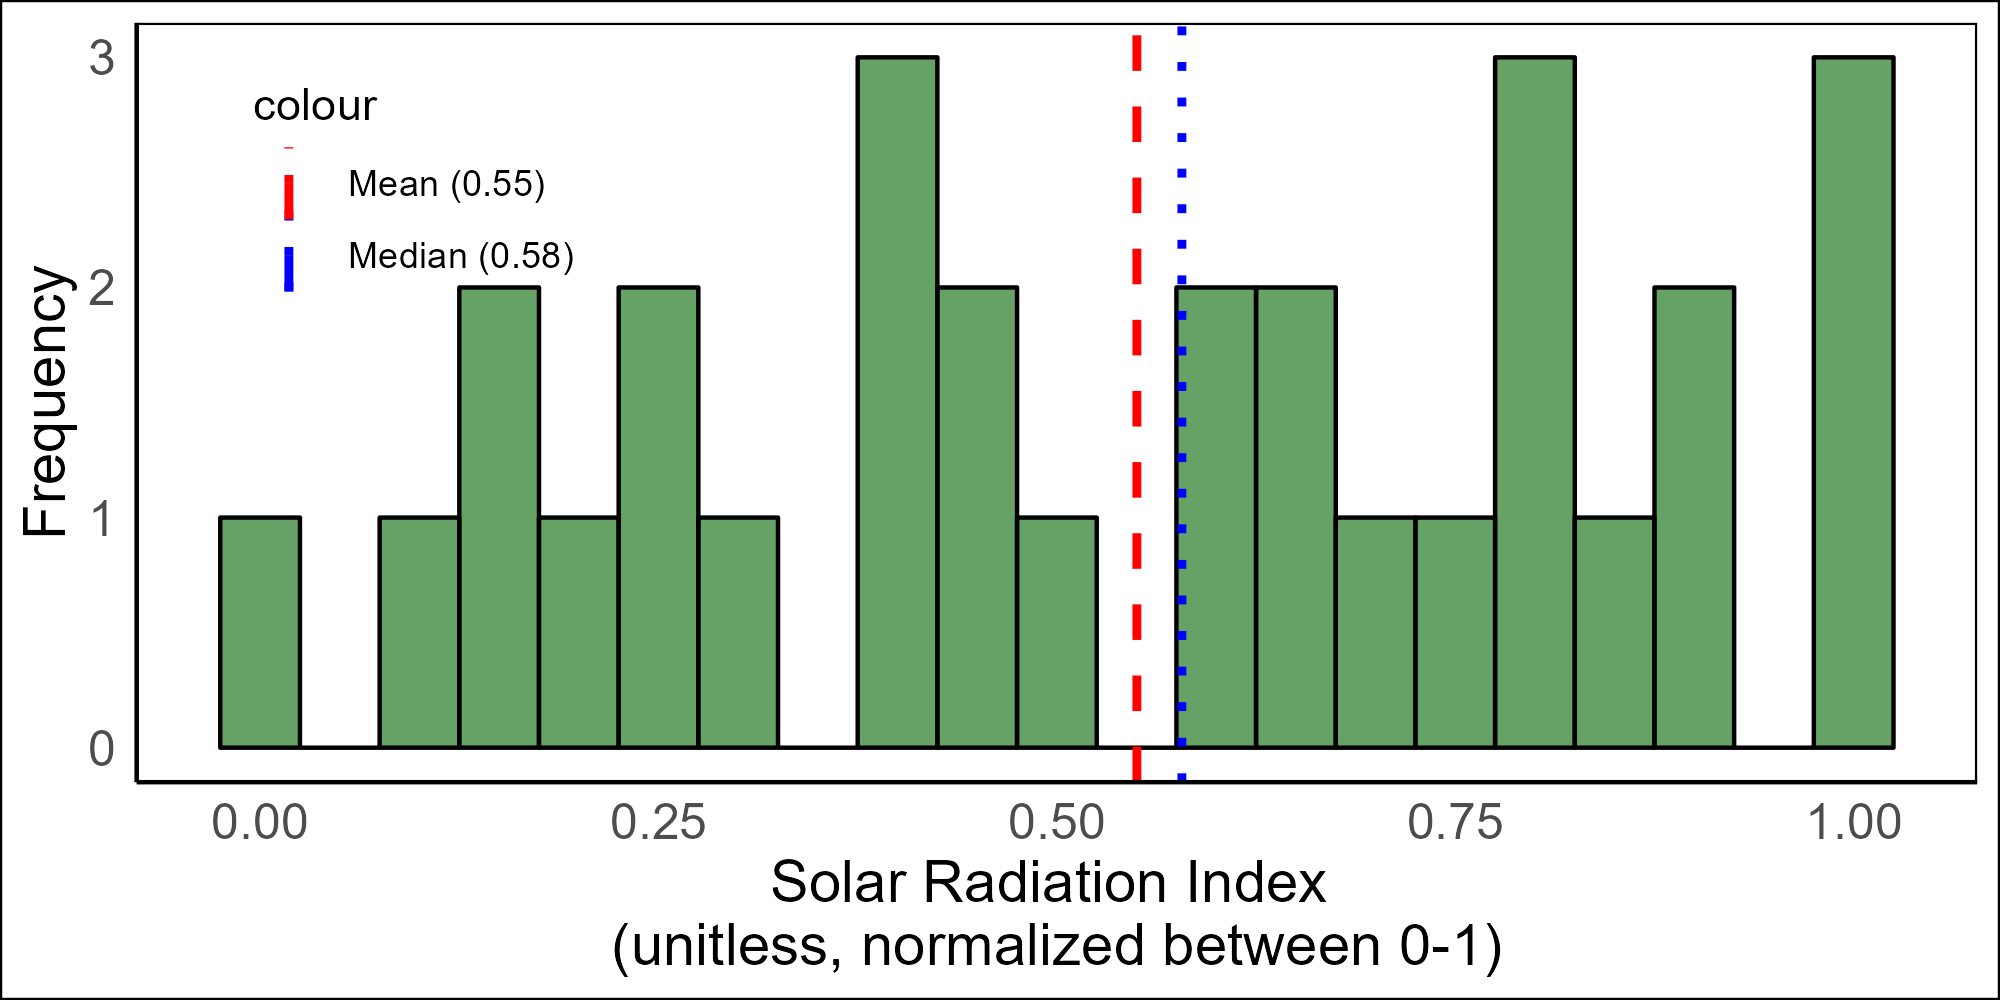 3
2
1
0
Frequency
colour
Mean (0.55)
Median (0.58)
0.00 0.25 0.50 0.75 1.00
Solar Radiation Index
(unitless, normalized between 0-1)